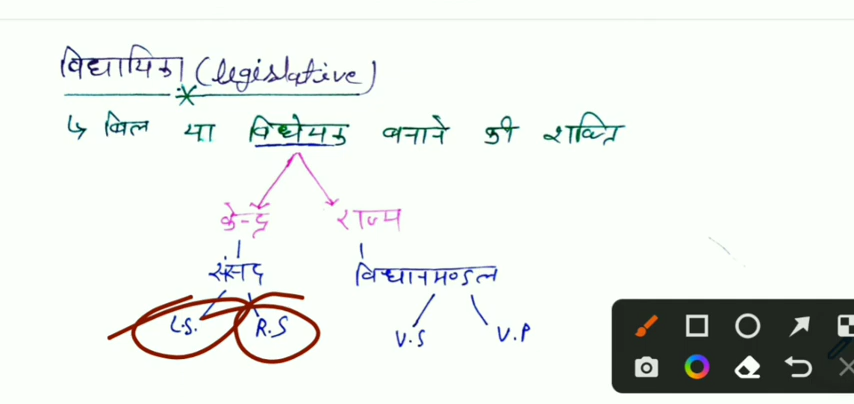 विद्यायिका (legislative)
↳ बिल या विधेयक बनाने की शक्ति
केन्द्र राज्य
संसद विधानमण्डल
L.S. R.S V.S V.P